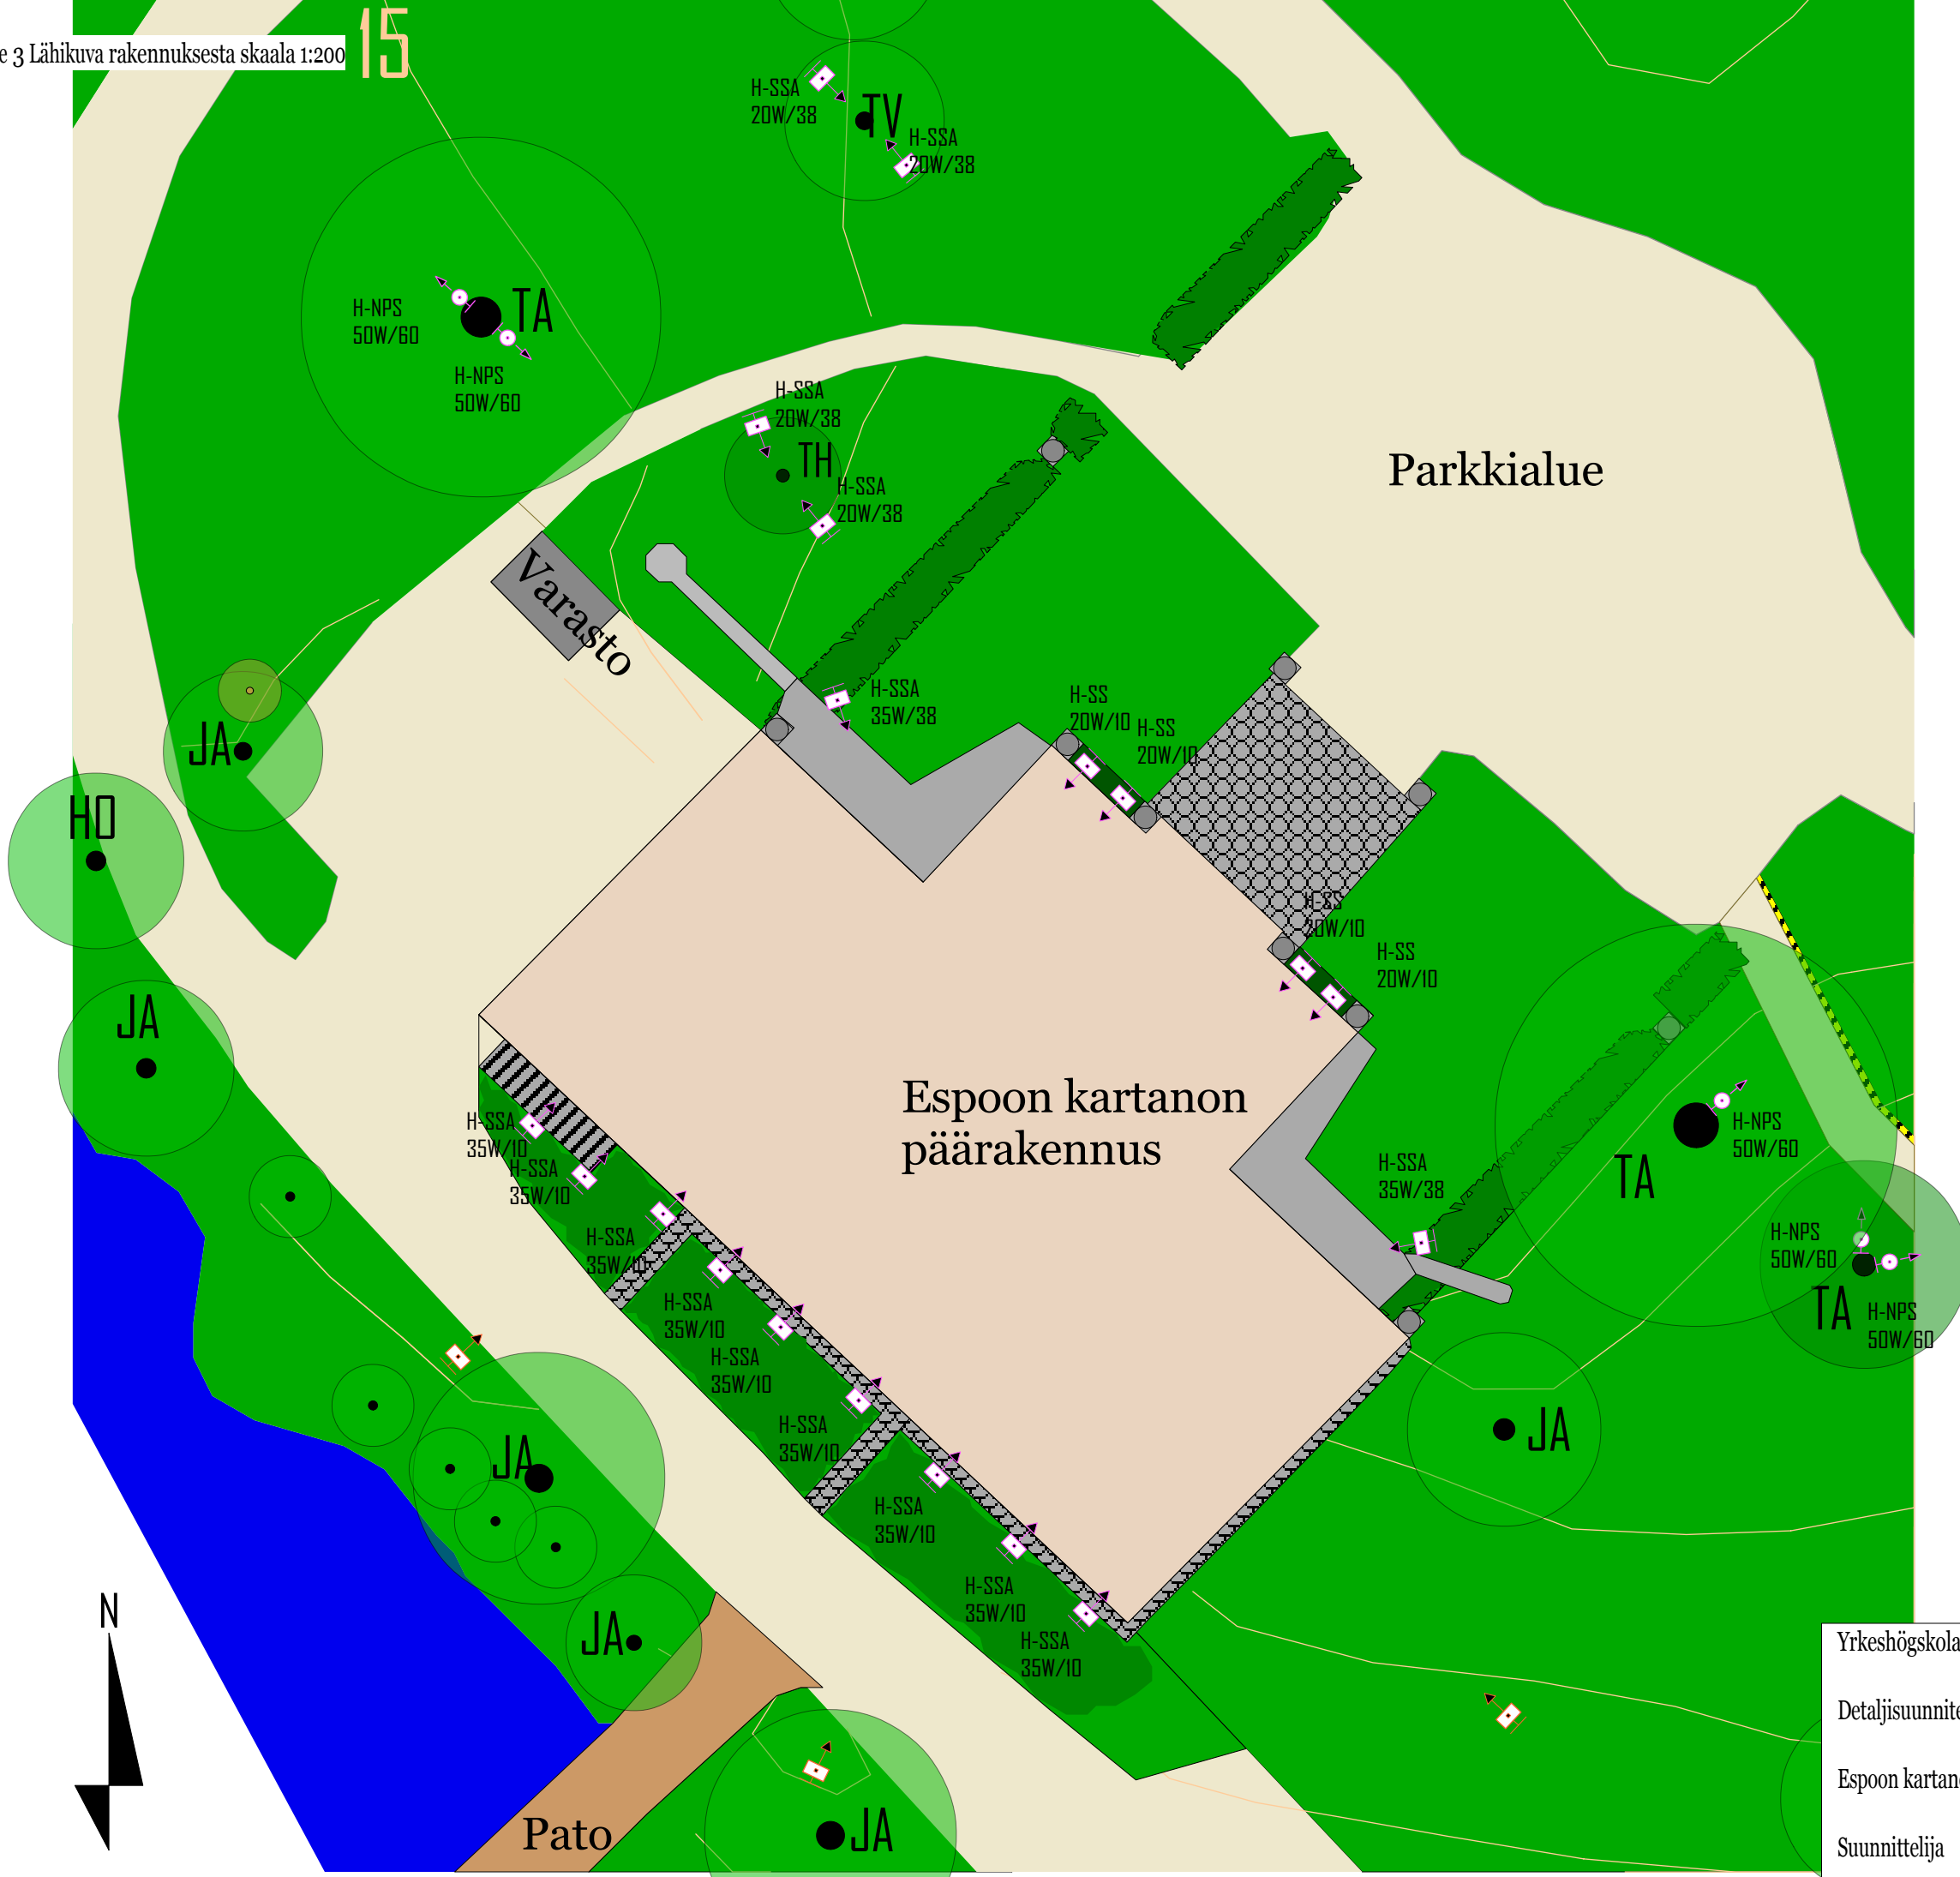 e 3 Lähikuva rakennuksesta skaala 1:200
15
H-SSA
20W/38
TV
H-SSA
20W/38
H-NPS
50W/60
TA
H-NPS
50W/60
H-SSA
20W/38
TH
H-SSA
20W/38
Parkkialue
Varasto
H-SSA
35W/38
H-SS
20W/10
H-SS
20W/10
JA
HO
H-SS
20W/10
H-SS
20W/10
JA
Espoon kartanon
päärakennus
H-SSA
35W/10
H-SSA
35W/10
H-SSA
35W/10
H-SSA
35W/10
H-SSA
35W/10
H-SSA
35W/10
H-SSA
35W/10
H-SSA
35W/10
H-SSA
35W/10
H-SSA
35W/38
TA
H-NPS
50W/60
H-NPS
50W/60
TA
H-NPS
50W/60
JA
JA
JA
N
Pato
JA
Yrkeshögskola
Detaljisuunnite
Espoon kartan
Suunnittelija